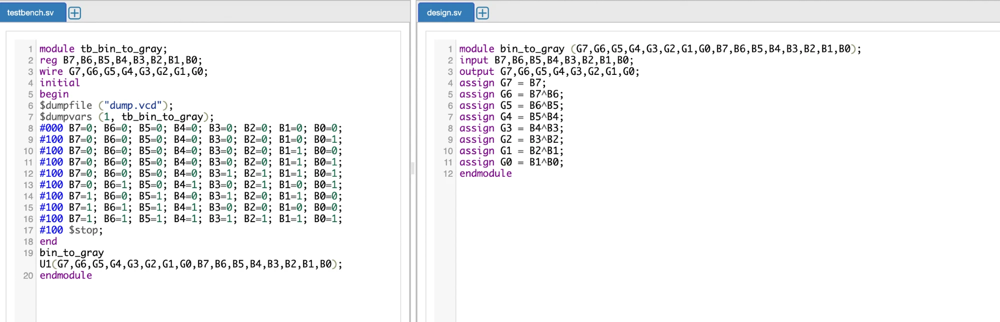 testbench.sv
1 module tb_bin_to_gray;
2 reg B7,B6,B5,B4,B3,B2,B1,B0;
3 wire G7,G6,G5,G4,G3,G2,G1,G0;
4 initial
5 begin
6 $dumpfile ("dump.vcd");
7 $dumpvars (1, tb_bin_to_gray);
8 #000 B7=0; B6=0; B5=0; B4=0; B3=0; B2=0; B1=0; B0=0;
9 #100 B7=0; B6=0; B5=0; B4=0; B3=0; B2=0; B1=0; B0=1;
10 #100 B7=0; B6=0; B5=0; B4=0; B3=0; B2=0; B1=1; B0=0;
11 #100 B7=0; B6=0; B5=0; B4=0; B3=0; B2=0; B1=1; B0=1;
12 #100 B7=0; B6=0; B5=0; B4=0; B3=1; B2=1; B1=1; B0=1;
13 #100 B7=0; B6=1; B5=0; B4=1; B3=0; B2=1; B1=0; B0=1;
14 #100 B7=1; B6=0; B5=1; B4=0; B3=1; B2=0; B1=1; B0=0;
15 #100 B7=1; B6=1; B5=1; B4=1; B3=0; B2=0; B1=0; B0=0;
16 #100 B7=1; B6=1; B5=1; B4=1; B3=1; B2=1; B1=1; B0=1;
17 #100 $stop;
18 end
19 bin_to_gray
U1(G7,G6,G5,G4,G3,G2,G1,G0,B7,B6,B5,B4,B3,B2,B1,B0);
20 endmodule
design.sv
1 module bin_to_gray (G7,G6,G5,G4,G3,G2,G1,G0,B7,B6,B5,B4,B3,B2,B1,B0);
2 input B7,B6,B5,B4,B3,B2,B1,B0;
3 output G7,G6,G5,G4,G3,G2,G1,G0;
4 assign G7 = B7;
5 assign G6 = B7^B6;
6 assign G5 = B6^B5;
7 assign G4 = B5^B4;
8 assign G3 = B4^B3;
9 assign G2 = B3^B2;
10 assign G1 = B2^B1;
11 assign G0 = B1^B0;
12 endmodule